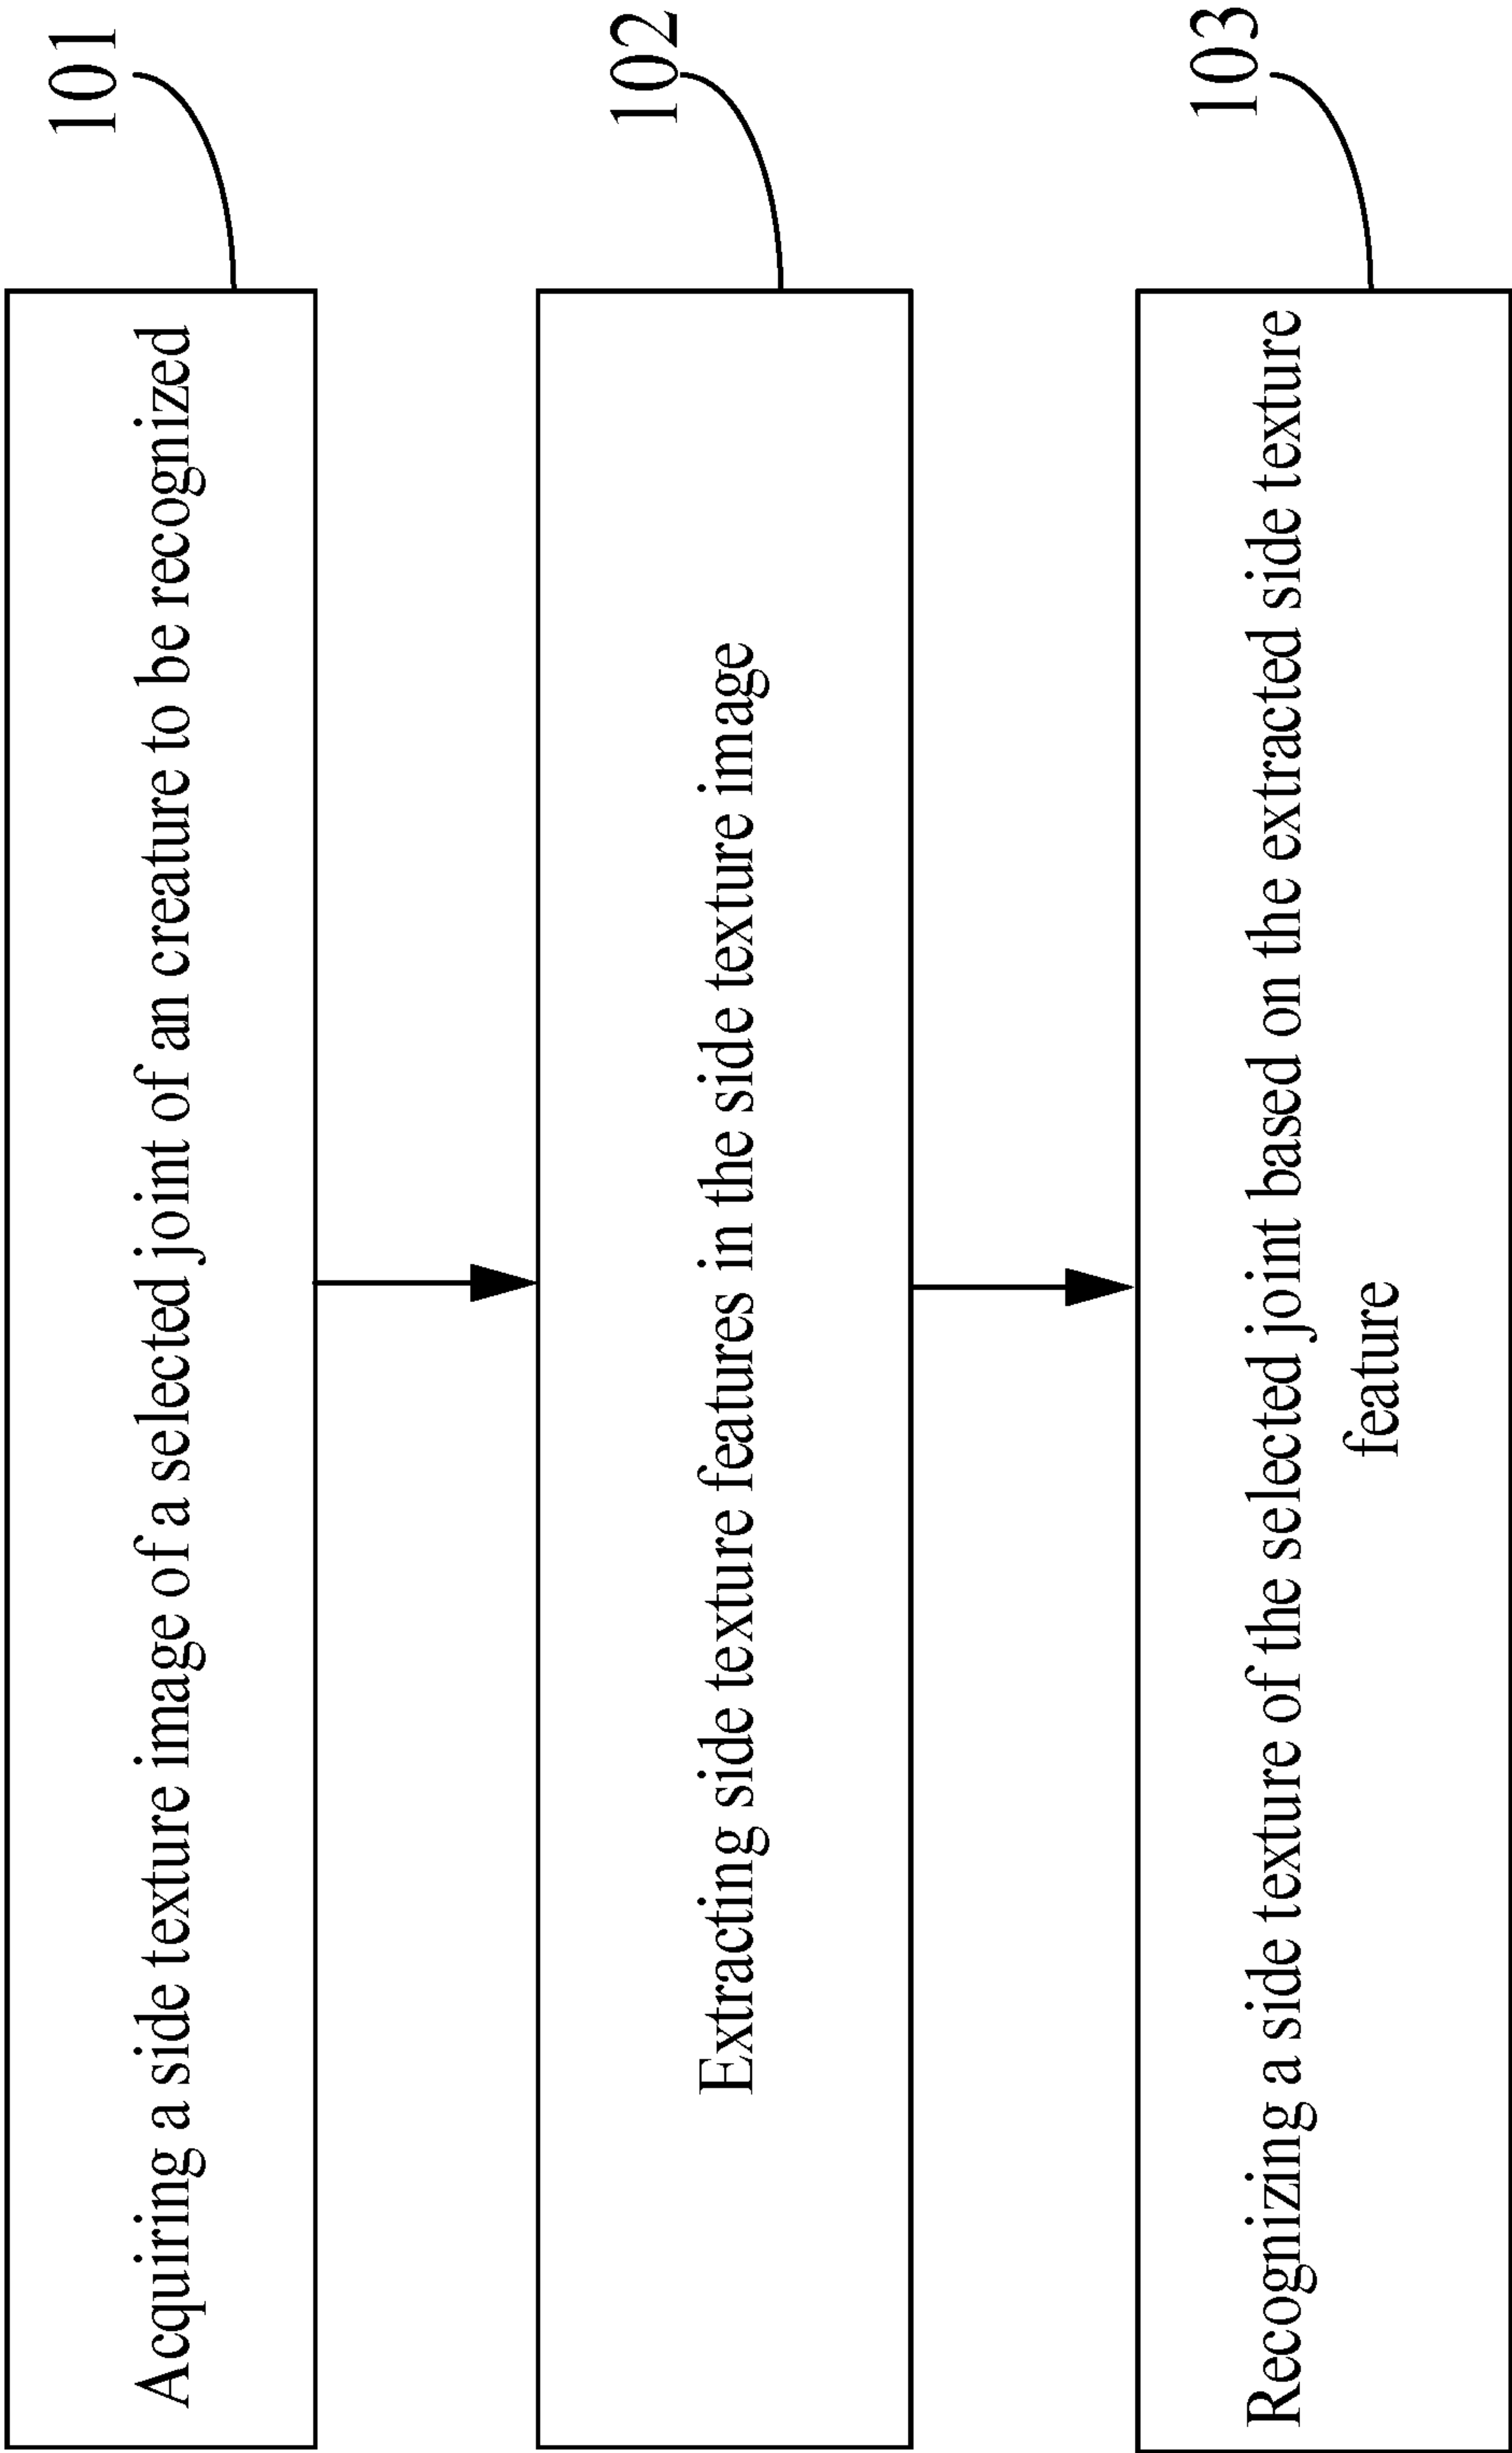 101
Acquiring a side texture image of a selected joint of an creature to be recognized
102
Extracting side texture features in the side texture image
103
Recognizing a side texture of the selected joint based on the extracted side texture
feature